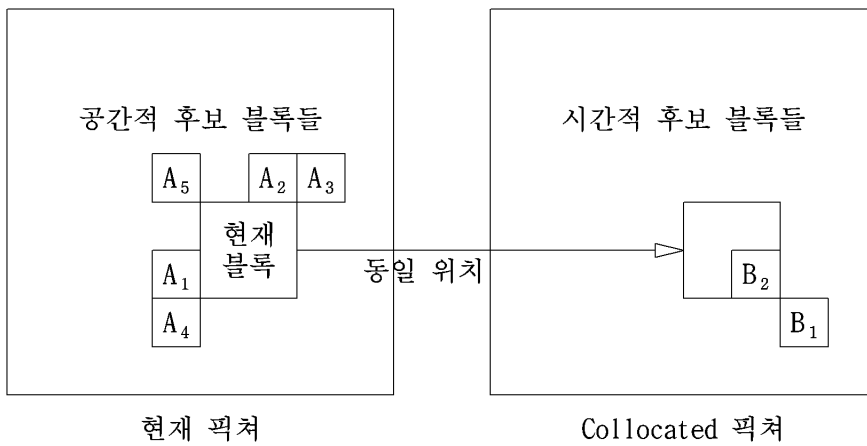 공간적 후보 블록들
A₅
A₂
A₃
현재
블록
A₁
A₄
현재 픽쳐
동일 위치
시간적 후보 블록들
B₂
B₁
Collocated 픽쳐